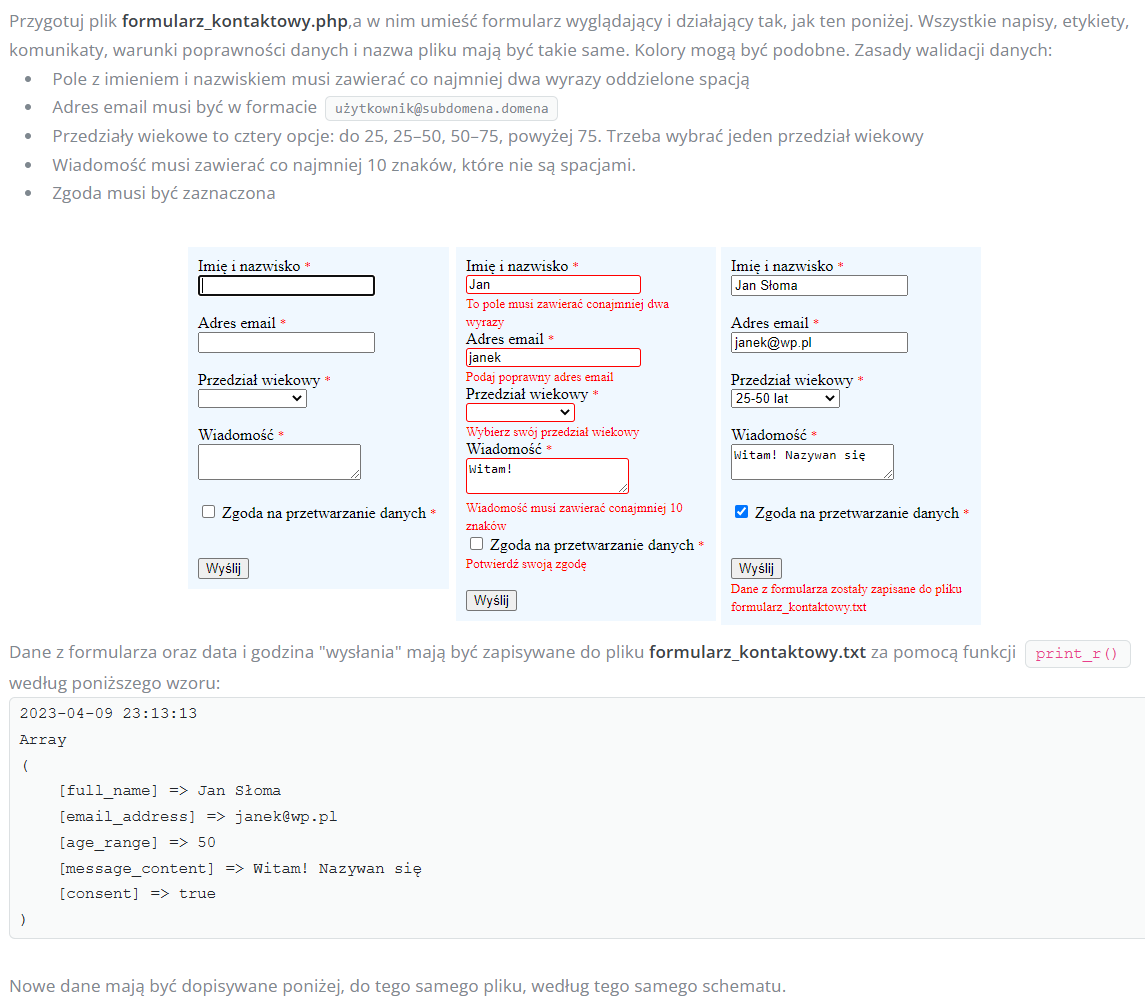 Przygotuj plik formularz_kontaktowy.php,a w nim umieść formularz wyglądający i działający tak, jak ten poniżej. Wszystkie napisy, etykiety,
komunikaty, warunki poprawności danych i nazwa pliku mają być takie same. Kolory mogą być podobne. Zasady walidacji danych:
• Pole z imieniem i nazwiskiem musi zawierać co najmniej dwa wyrazy oddzielone spacją
• Adres email musi być w formacie użytkownik@subdomena.domena
• Przedziały wiekowe to cztery opcje: do 25, 25–50, 50–75, powyżej 75. Trzeba wybrać jeden przedział wiekowy
• Wiadomość musi zawierać co najmniej 10 znaków, które nie są spacjami.
• Zgoda musi być zaznaczona
Imię i nazwisko *
Adres email *
Przedział wiekowy *
Wiadomość *
Zgoda na przetwarzanie danych *
Wyślij
Imię i nazwisko *
Jan
To pole musi zawierać conajmniej dwa
wyrazy
Adres email *
janek
Podaj poprawny adres email
Przedział wiekowy *
Wybierz swój przedział wiekowy
Wiadomość *
Witam!
Wiadomość musi zawierać conajmniej 10
znaków
Zgoda na przetwarzanie danych *
Potwierdź swoją zgodę
Wyślij
Imię i nazwisko *
Jan Słoma
Adres email *
janek@wp.pl
Przedział wiekowy *
25-50 lat
Wiadomość *
Witam! Nazywan się
Zgoda na przetwarzanie danych *
Wyślij
Dane z formularza zostały zapisane do pliku
formularz_kontaktowy.txt
Dane z formularza oraz data i godzina "wysłania" mają być zapisywane do pliku formularz_kontaktowy.txt za pomocą funkcji print_r()
według poniższego wzoru:
2023-04-09 23:13:13
Array
(
[full_name] => Jan Słoma
[email_address] => janek@wp.pl
[age_range] => 50
[message_content] => Witam! Nazywan się
[consent] => true
)
Nowe dane mają być dopisywane poniżej, do tego samego pliku, według tego samego schematu.